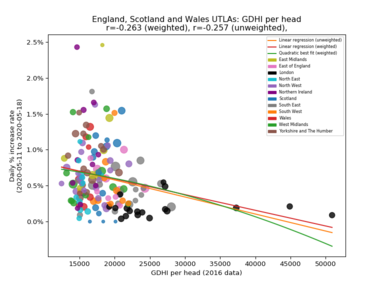 England, Scotland and Wales UTLAs: GDHI per head
r=-0.263 (weighted), r=-0.257 (unweighted),
Daily % increase rate
(2020-05-11 to 2020-05-18)
2.5%
2.0%
1.5%
1.0%
0.5%
0.0%
Linear regression (unweighted)
Linear regression (weighted)
Quadratic best fit (weighted)
East Midlands
East of England
London
North East
North West
Northern Ireland
Scotland
South East
South West
Wales
West Midlands
Yorkshire and The Humber
15000 20000 25000 30000 35000 40000 45000 50000
GDHI per head (2016 data)